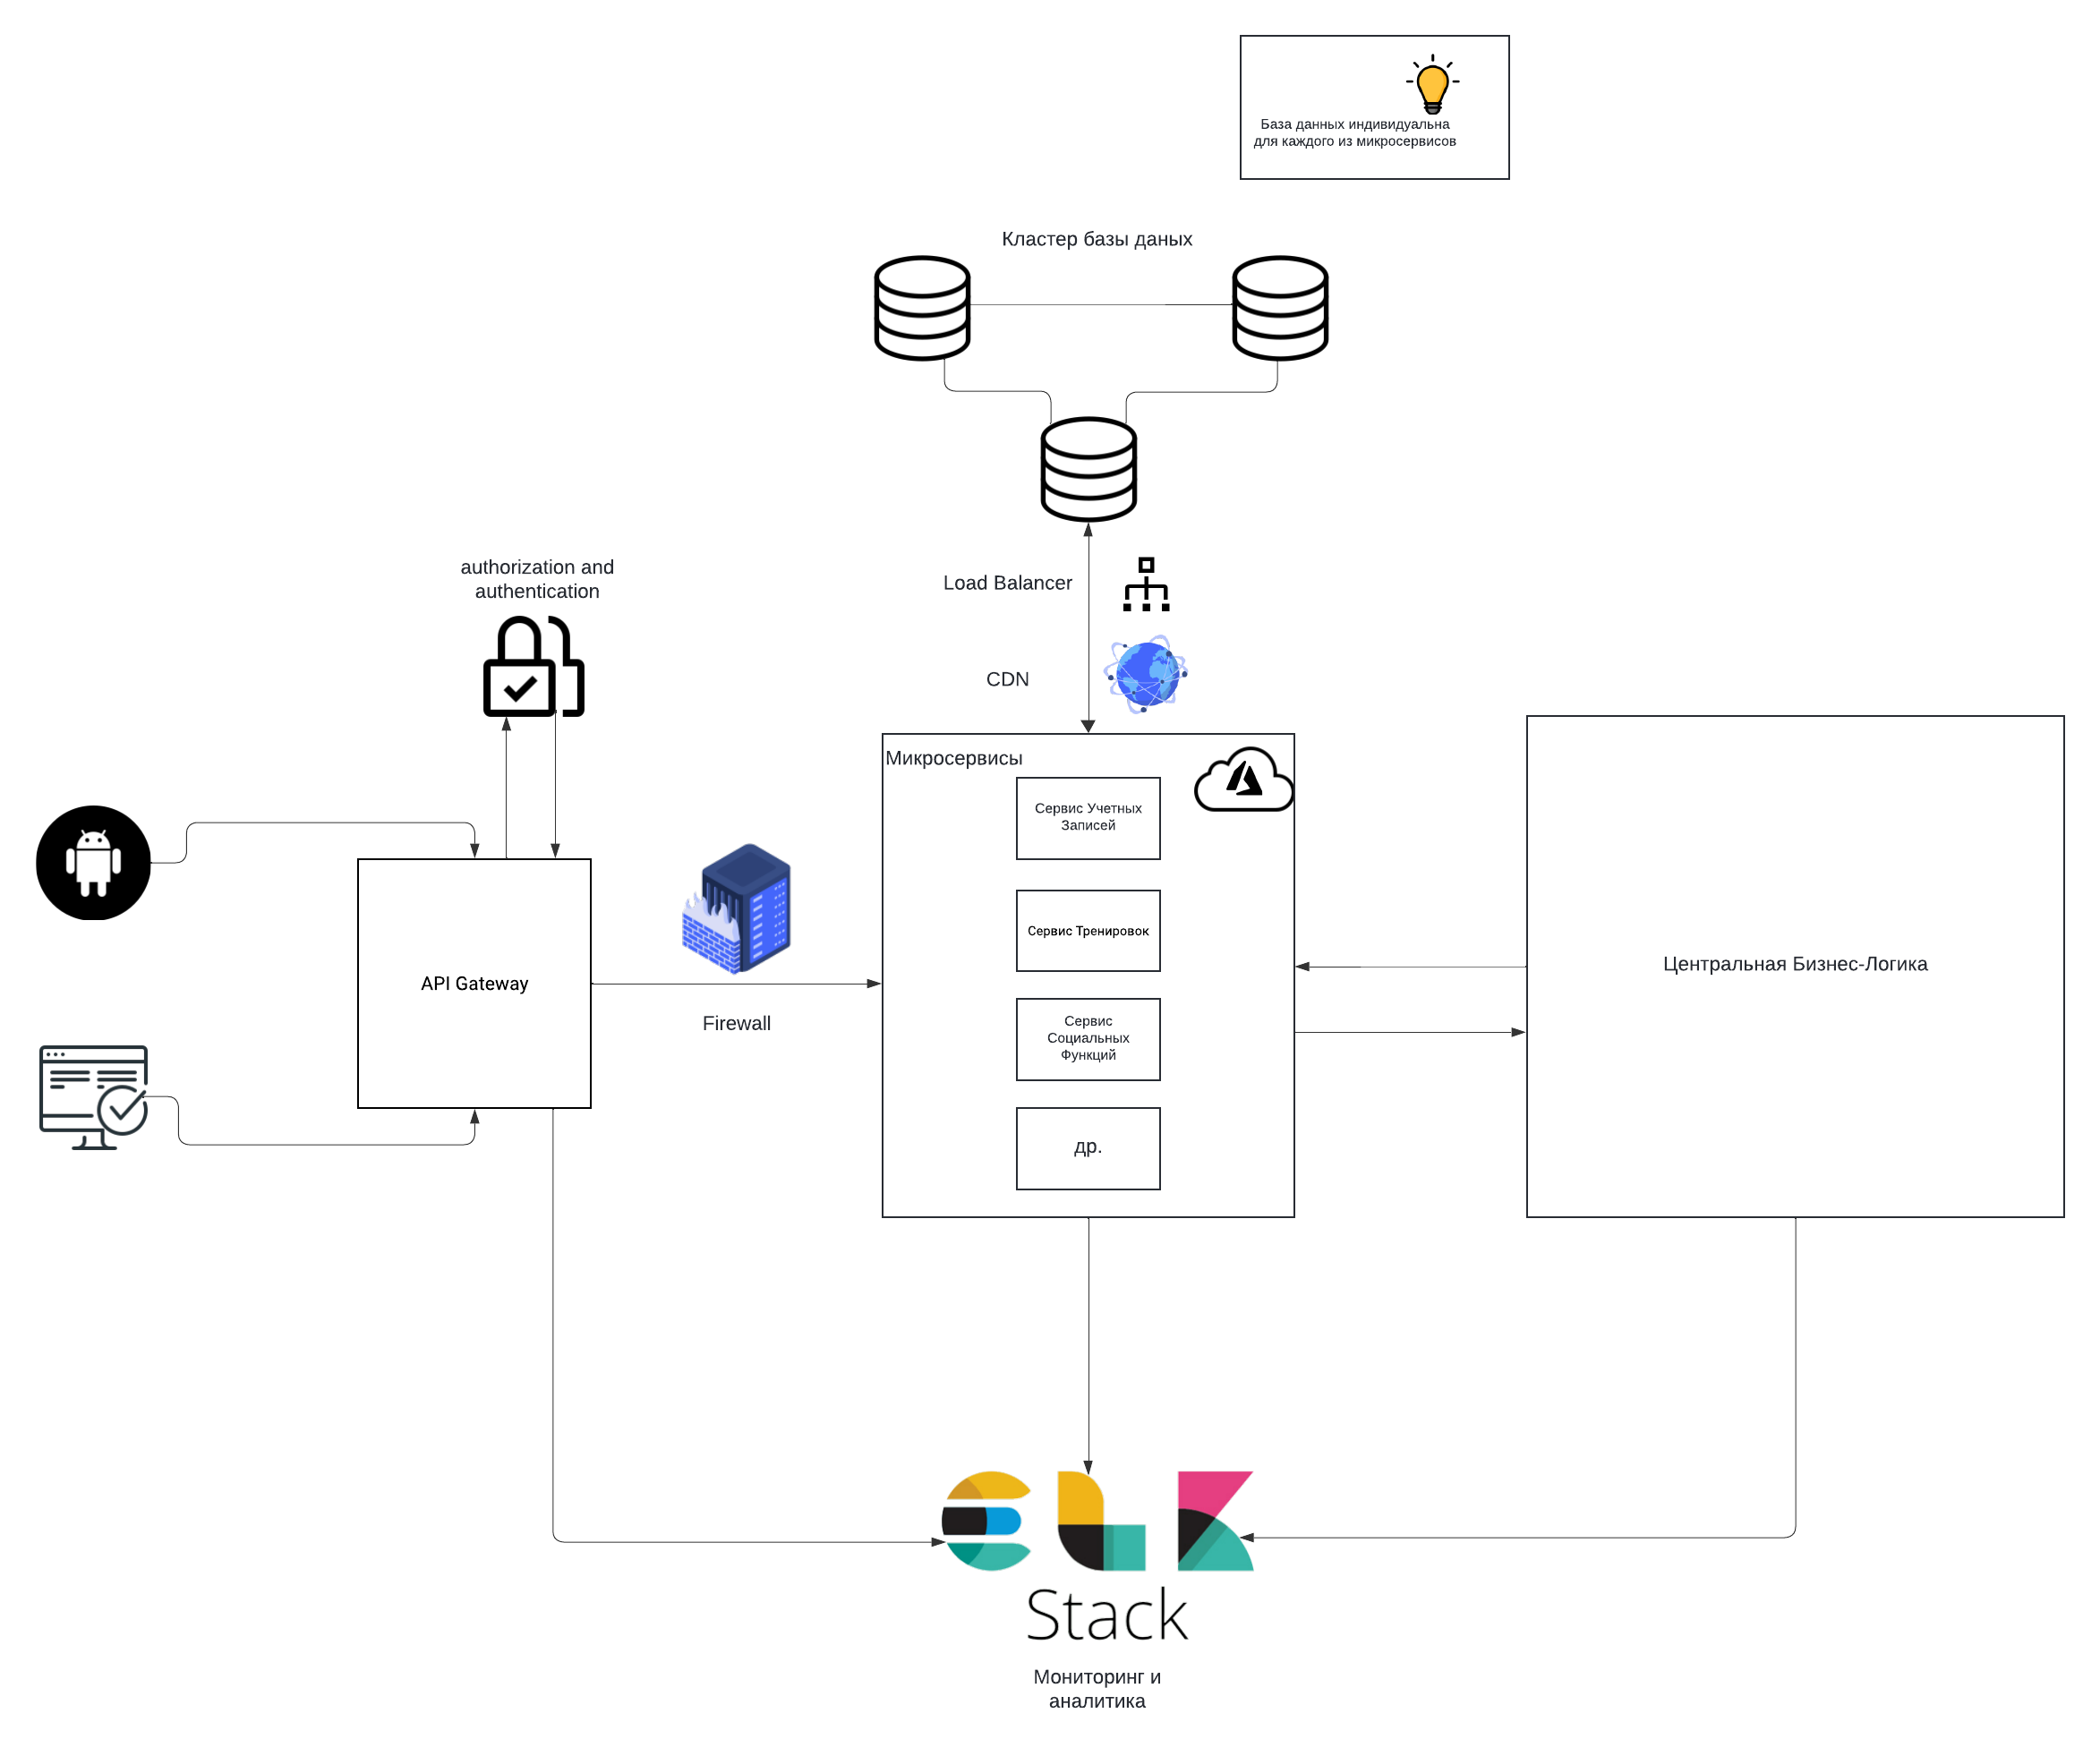 База данных индивидуальна
для каждого из микросервисов
Кластер базы даных
authorization and
authentication
Load Balancer
CDN
Микросервисы
Сервис Учетных
Записей
Сервис Тренировок
Сервис
Социальных
Функций
др.
API Gateway
Firewall
Центральная Бизнес-Логика
Stack
Мониторинг и
аналитика